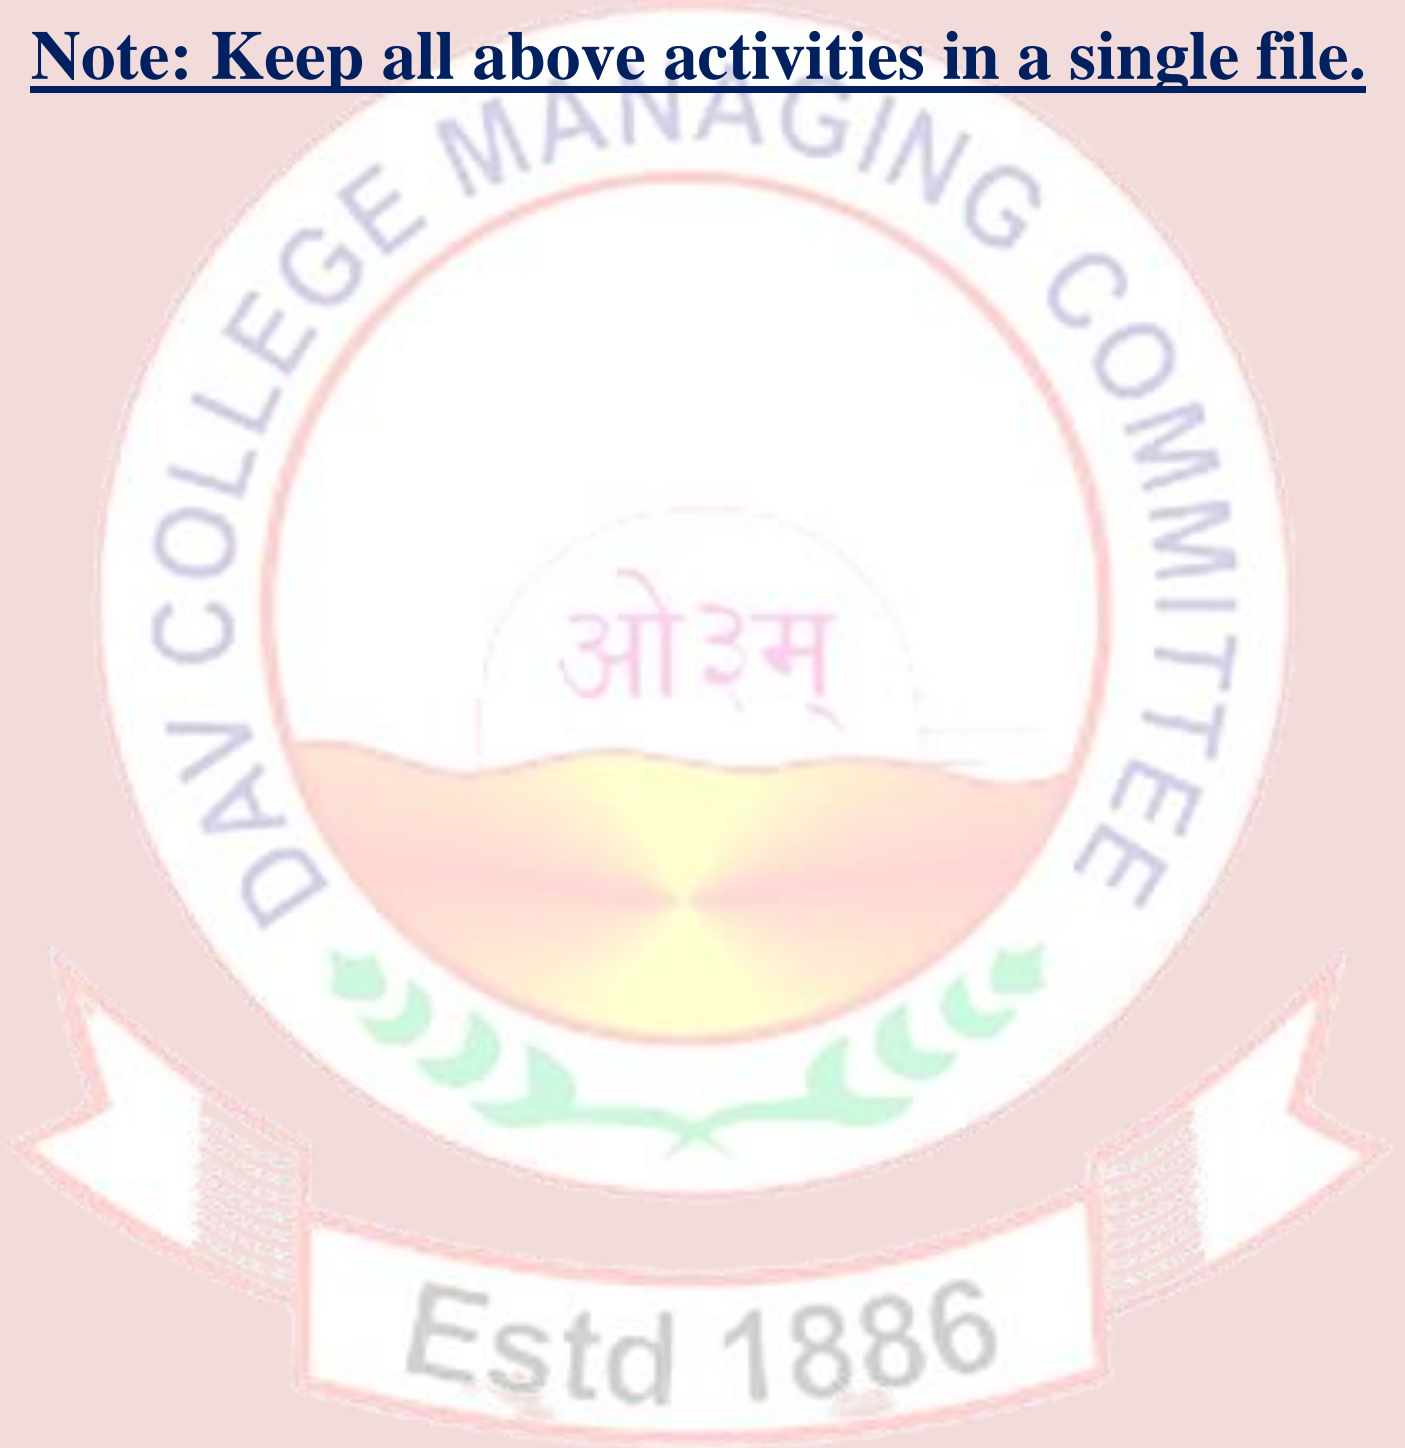 Note: Keep all above activities in a single file.
DAV COLLEGE MANAGING COMMITTEE
ओ३म्
Estd 1886